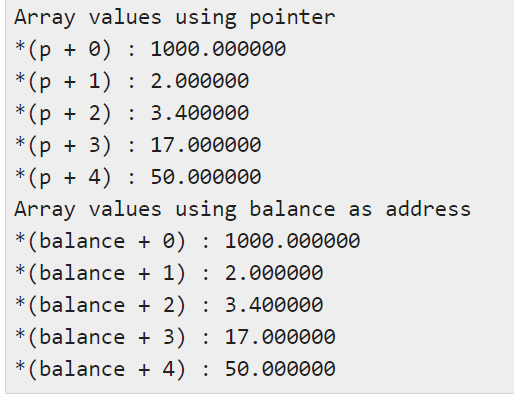 Array values using pointer
*(p + 0) : 1000.000000
*(p + 1) : 2.000000
*(p + 2) : 3.400000
*(p + 3) : 17.000000
*(p + 4) : 50.000000
Array values using balance as address
*(balance + 0) : 1000.000000
*(balance + 1) : 2.000000
*(balance + 2) : 3.400000
*(balance + 3) : 17.000000
*(balance + 4) : 50.000000